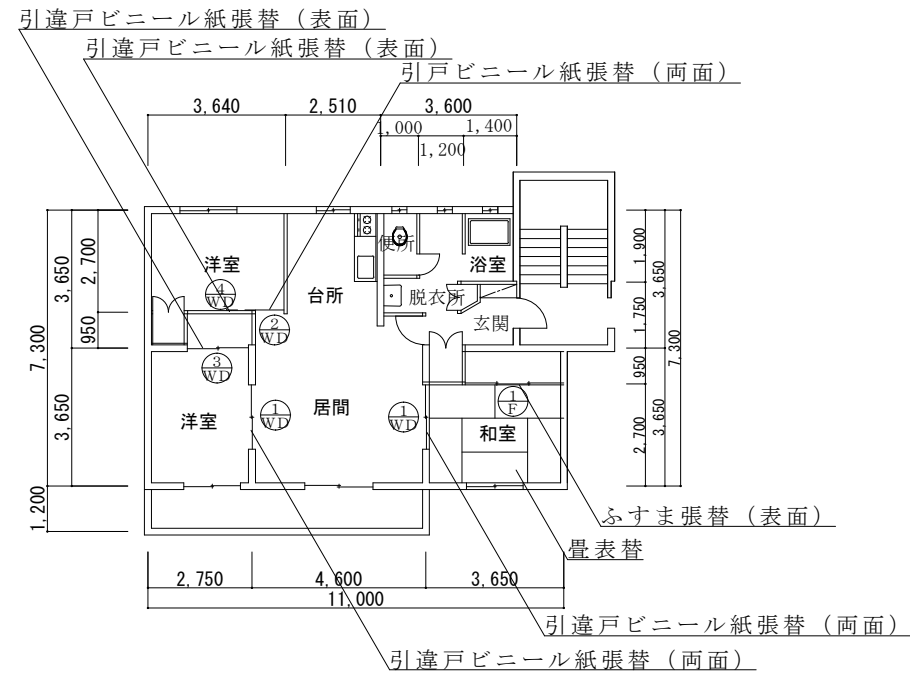 引違戸ビニール紙張替（表面）
引違戸ビニール紙張替（表面）
引戸ビニール紙張替（両面）
3,640
2,510
3,600
1,000
1,400
1,200
洋室
4
WD
台所
便所
浴室
脱衣所
玄関
2
WD
3
WD
洋室
1
WD
居間
1
WD
1
F
和室
7,300
3,650
2,700
950
3,650
1,200
1,900
1,750
3,650
950
2,700
3,650
7,300
ふすま張替（表面）
畳表替
2,750
4,600
3,650
11,000
引違戸ビニール紙張替（両面）
引違戸ビニール紙張替（両面）